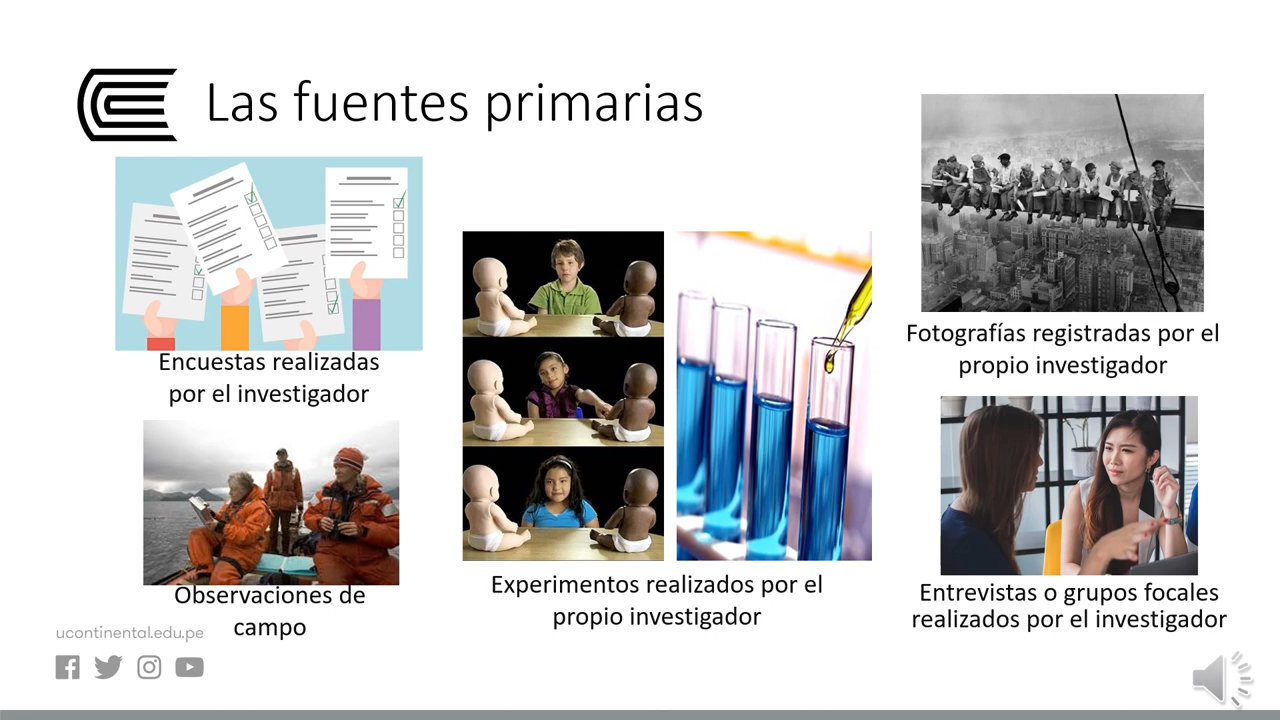 Las fuentes primarias
Encuestas realizadas
por el investigador
Observaciones de
campo
Experimentos realizados por el
propio investigador
Fotografías registradas por el
propio investigador
Entrevistas o grupos focales
realizados por el investigador
ucontinental.edu.pe